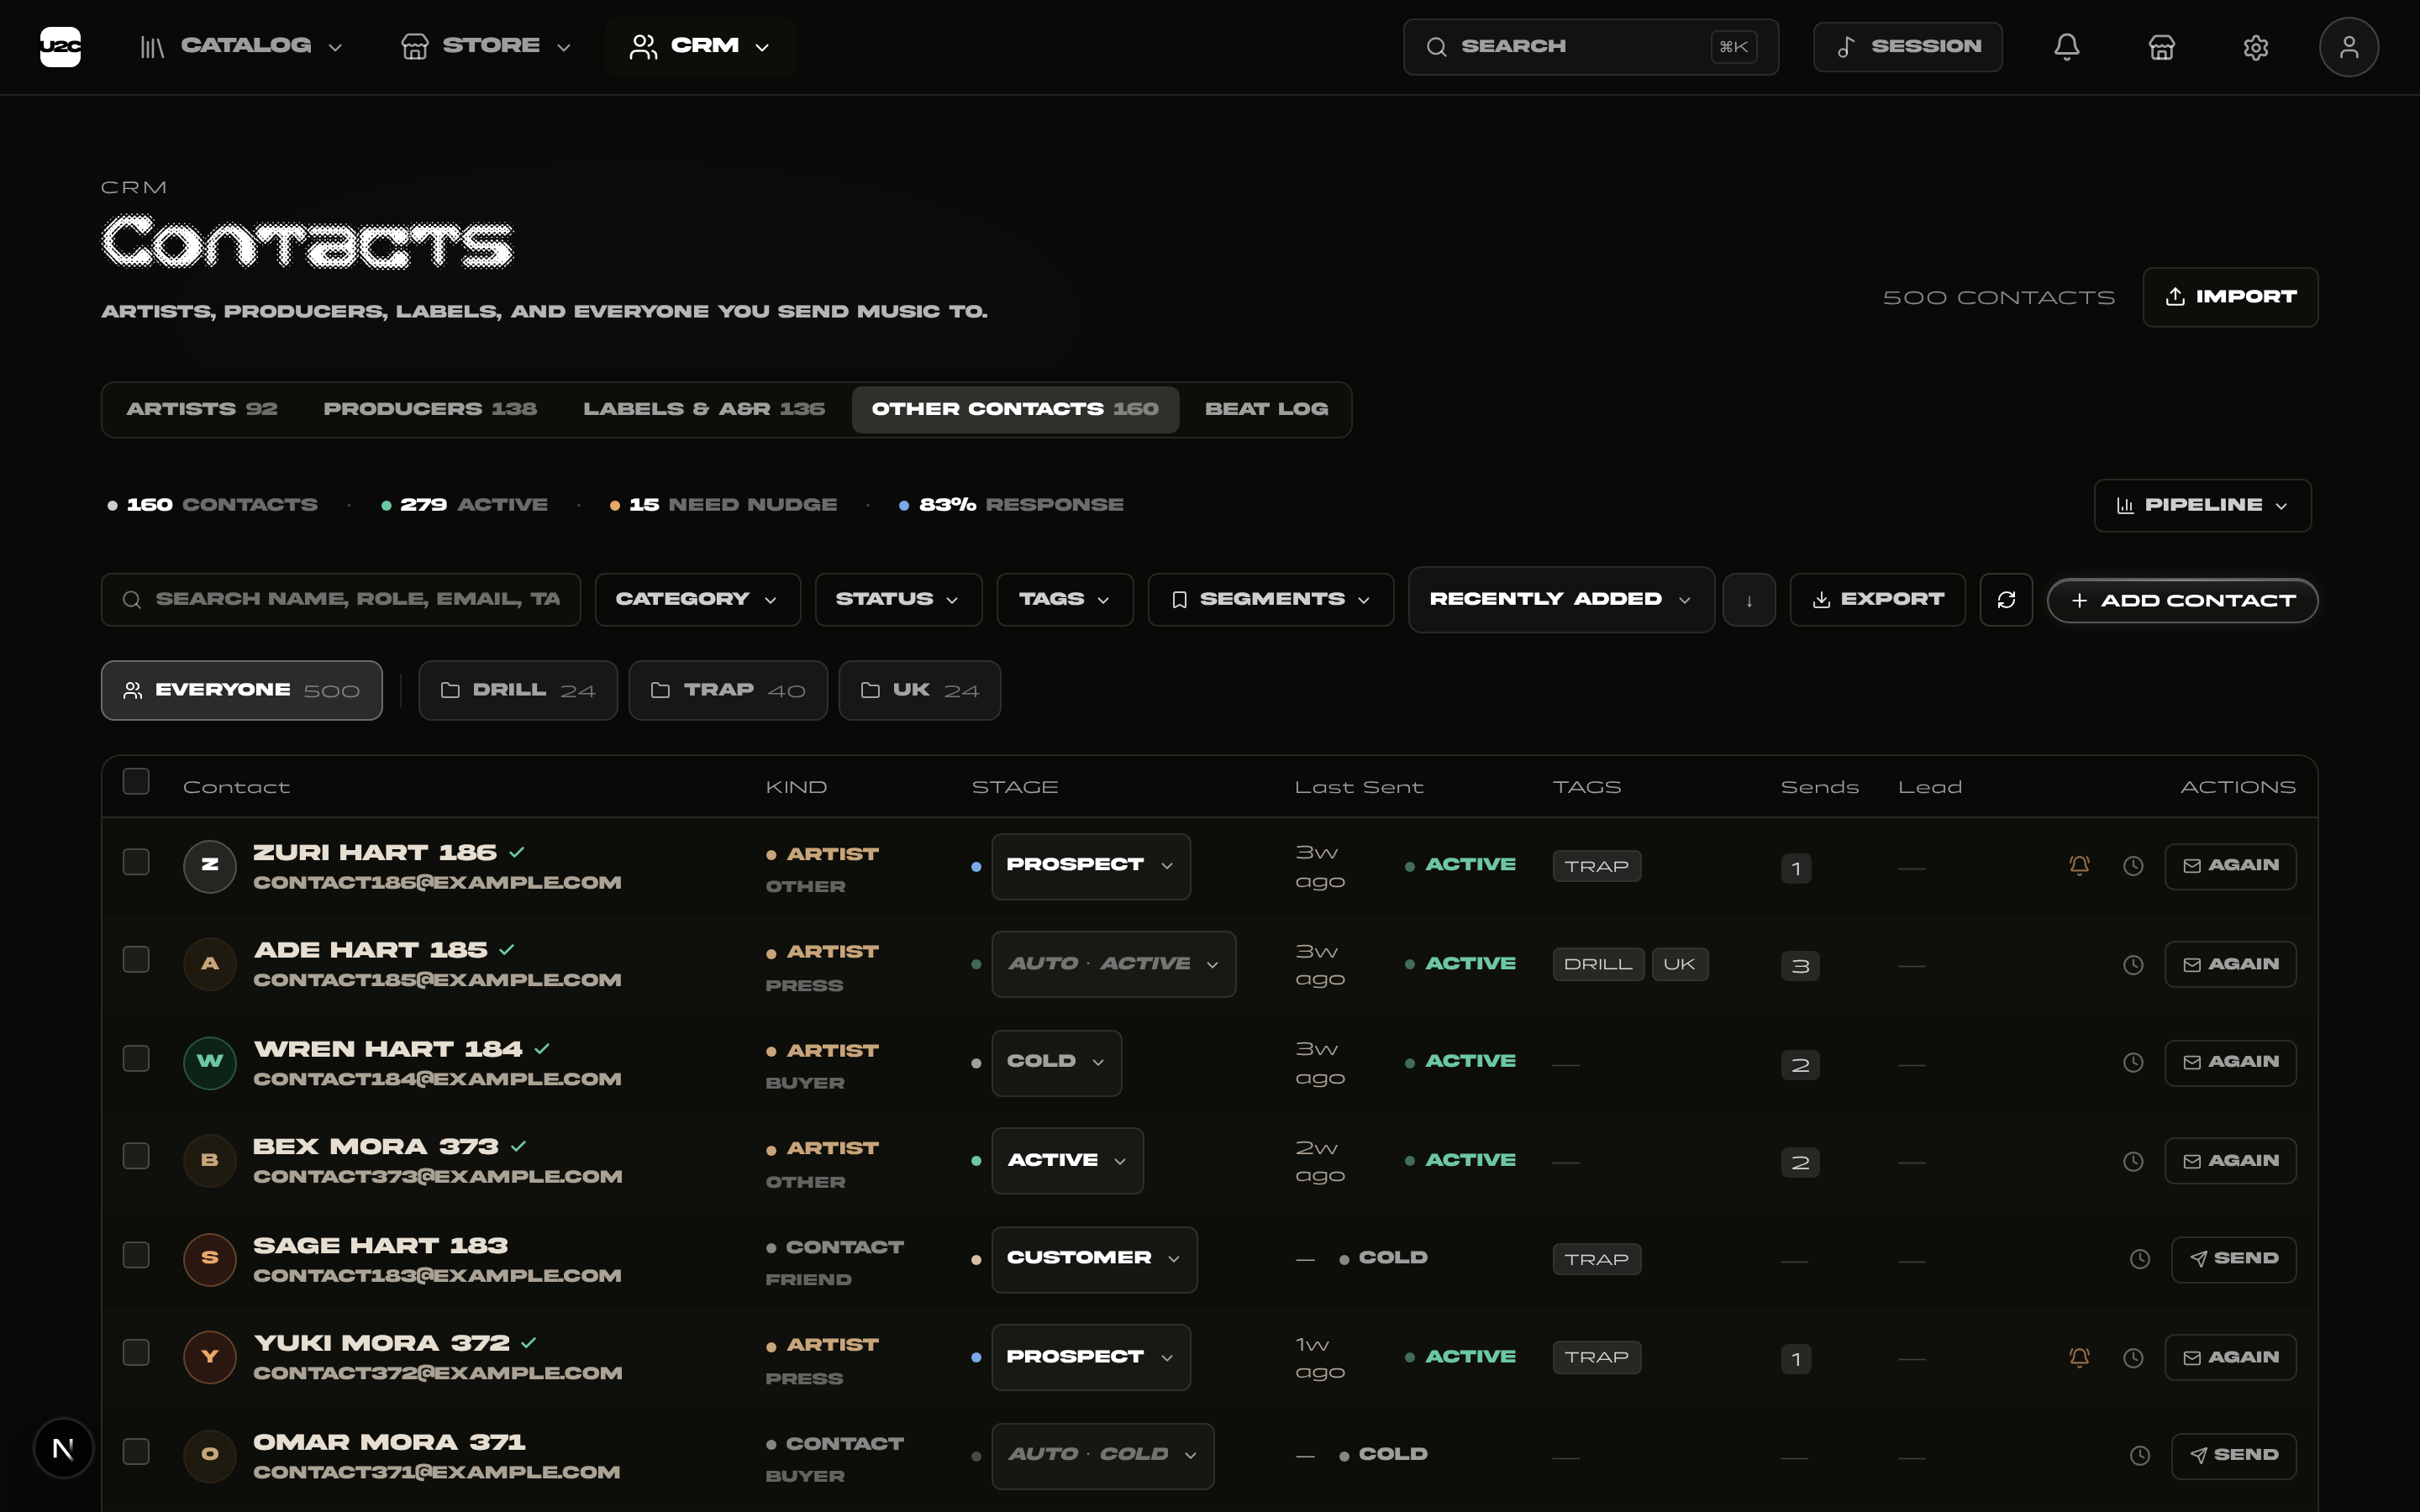 U2C CATALOG STORE CRM SEARCH ⌘K SESSION
CRM
Contacts
ARTISTS, PRODUCERS, LABELS, AND EVERYONE YOU SEND MUSIC TO.
500 CONTACTS IMPORT
ARTISTS 92 PRODUCERS 138 LABELS & A&R 136 OTHER CONTACTS 160 BEAT LOG
160 CONTACTS · 279 ACTIVE · 15 NEED NUDGE · 83% RESPONSE PIPELINE
SEARCH NAME, ROLE, EMAIL, TA CATEGORY STATUS TAGS SEGMENTS RECENTLY ADDED ↓ EXPORT + ADD CONTACT
EVERYONE 500 DRILL 24 TRAP 40 UK 24
Contact KIND STAGE Last Sent TAGS Sends Lead ACTIONS
Z ZURI HART 186 ARTIST PROSPECT 3w ago ACTIVE TRAP 1 — AGAIN
CONTACT186@EXAMPLE.COM OTHER
A ADE HART 185 ARTIST AUTO · ACTIVE 3w ago ACTIVE DRILL UK 3 — AGAIN
CONTACT185@EXAMPLE.COM PRESS
W WREN HART 184 ARTIST COLD 3w ago ACTIVE — 2 — AGAIN
CONTACT184@EXAMPLE.COM BUYER
B BEX MORA 373 ARTIST ACTIVE 2w ago ACTIVE — 2 — AGAIN
CONTACT373@EXAMPLE.COM OTHER
S SAGE HART 183 CONTACT CUSTOMER — COLD TRAP — — SEND
CONTACT183@EXAMPLE.COM FRIEND
Y YUKI MORA 372 ARTIST PROSPECT 1w ago ACTIVE TRAP 1 — AGAIN
CONTACT372@EXAMPLE.COM PRESS
N O OMAR MORA 371 CONTACT AUTO · COLD — COLD — — — SEND
CONTACT371@EXAMPLE.COM BUYER